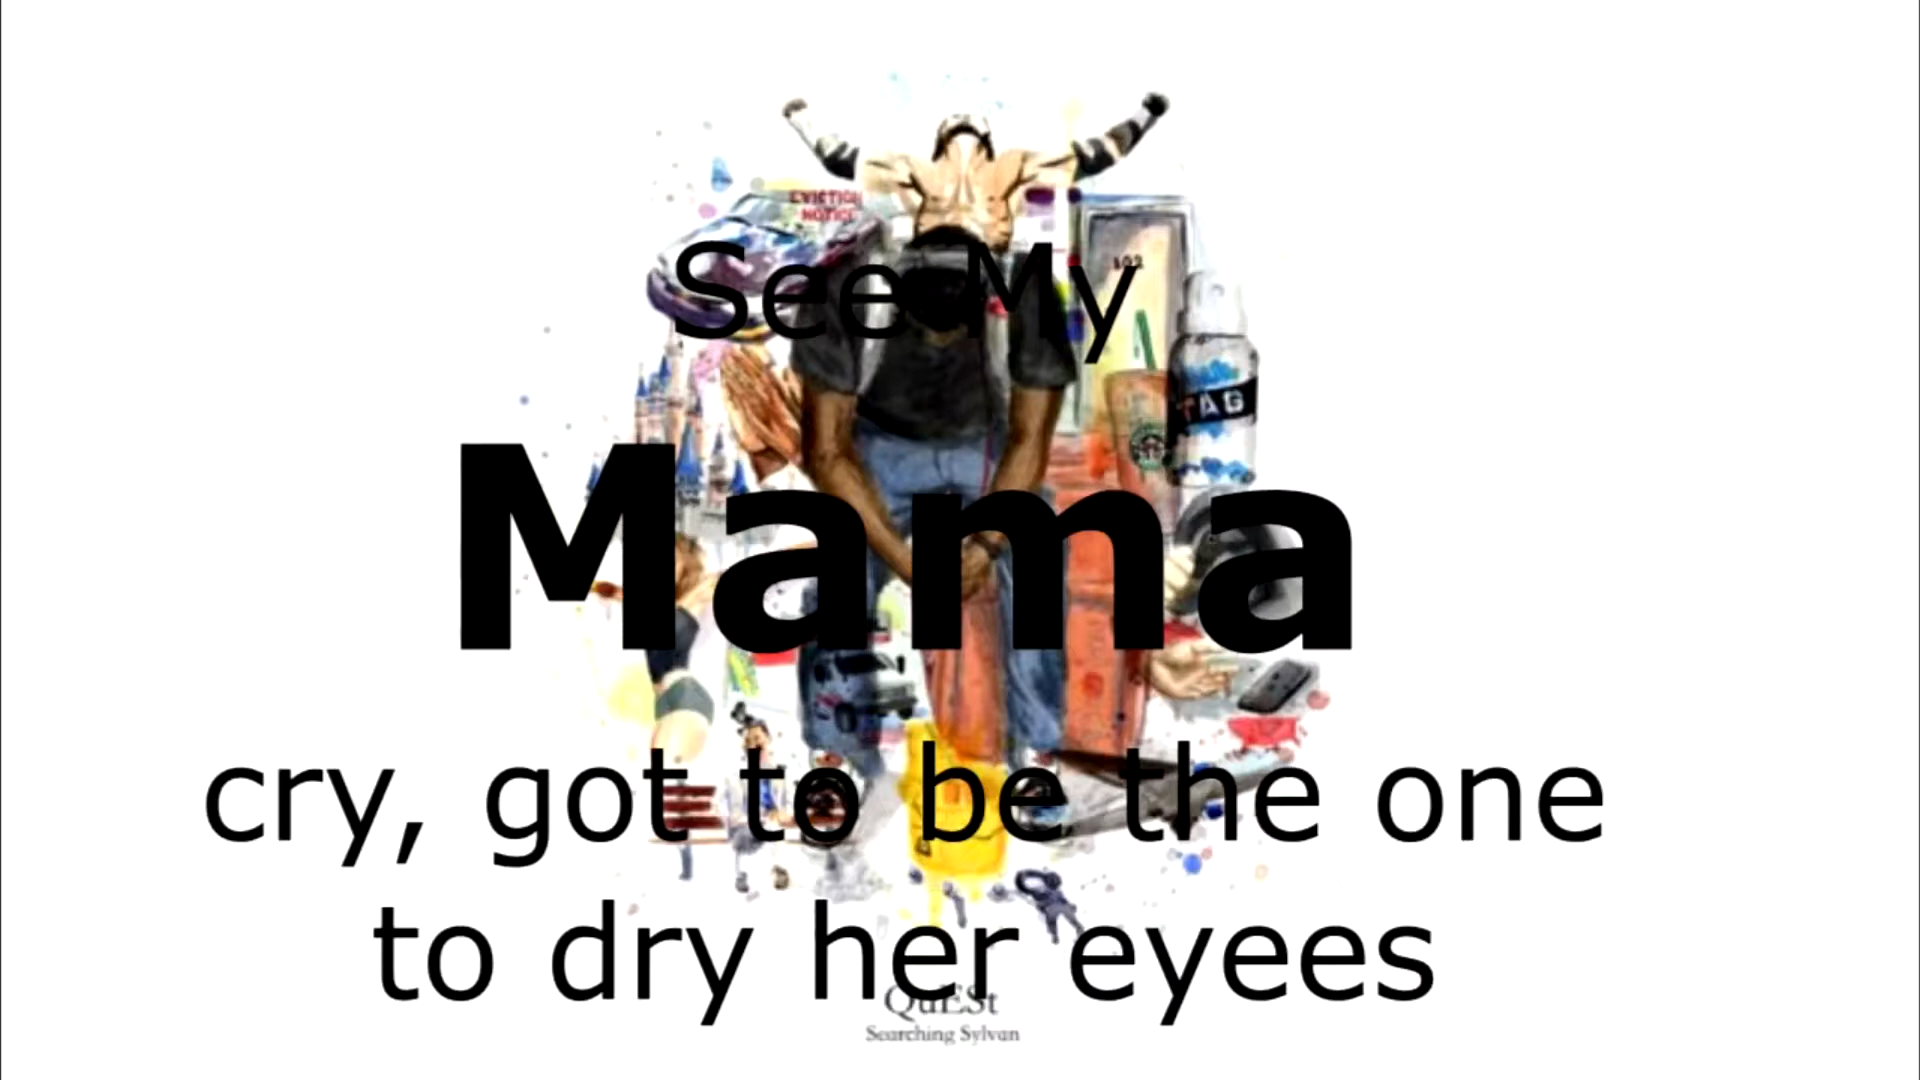 EVICTION
NOTICE
See My
102
TAG
Mama
cry, got to be the one
to dry her eyees
QuESt
Searching Sylvan